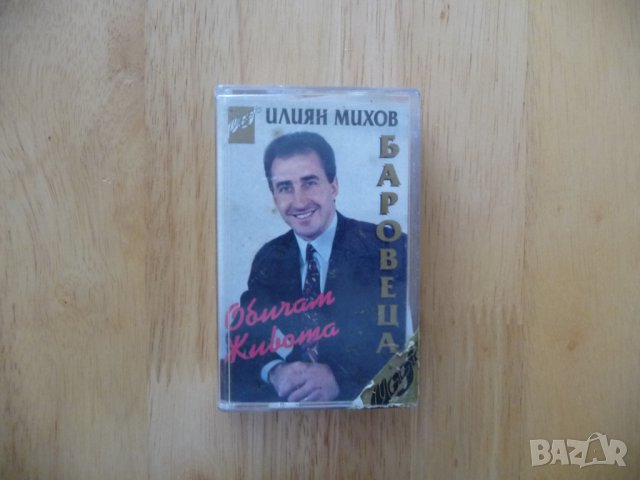 ИЛИЯН МИХОВ
БАРОВЕЦА
Обичам
Живота
BAZAR